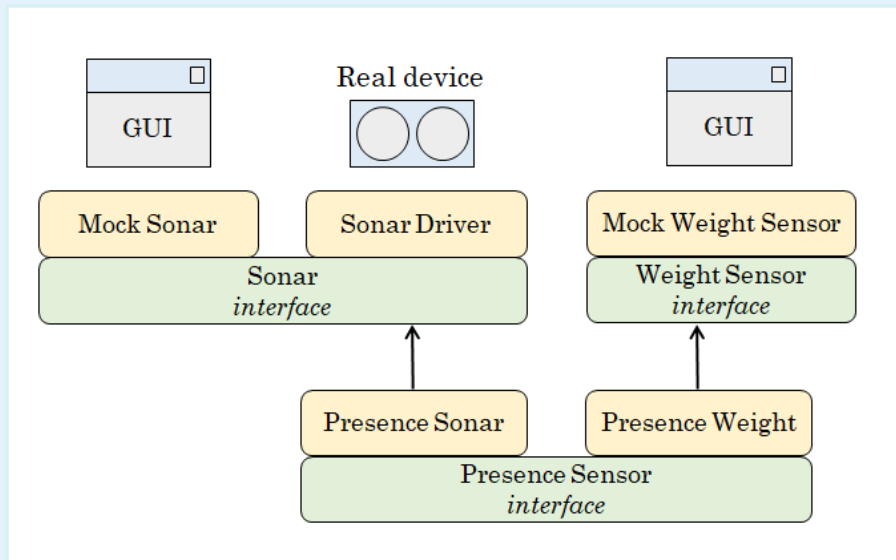 Real device
GUI
GUI
Mock Sonar
Sonar Driver
Mock Weight Sensor
Sonar
interface
Weight Sensor
interface
Presence Sonar
Presence Weight
Presence Sensor
interface